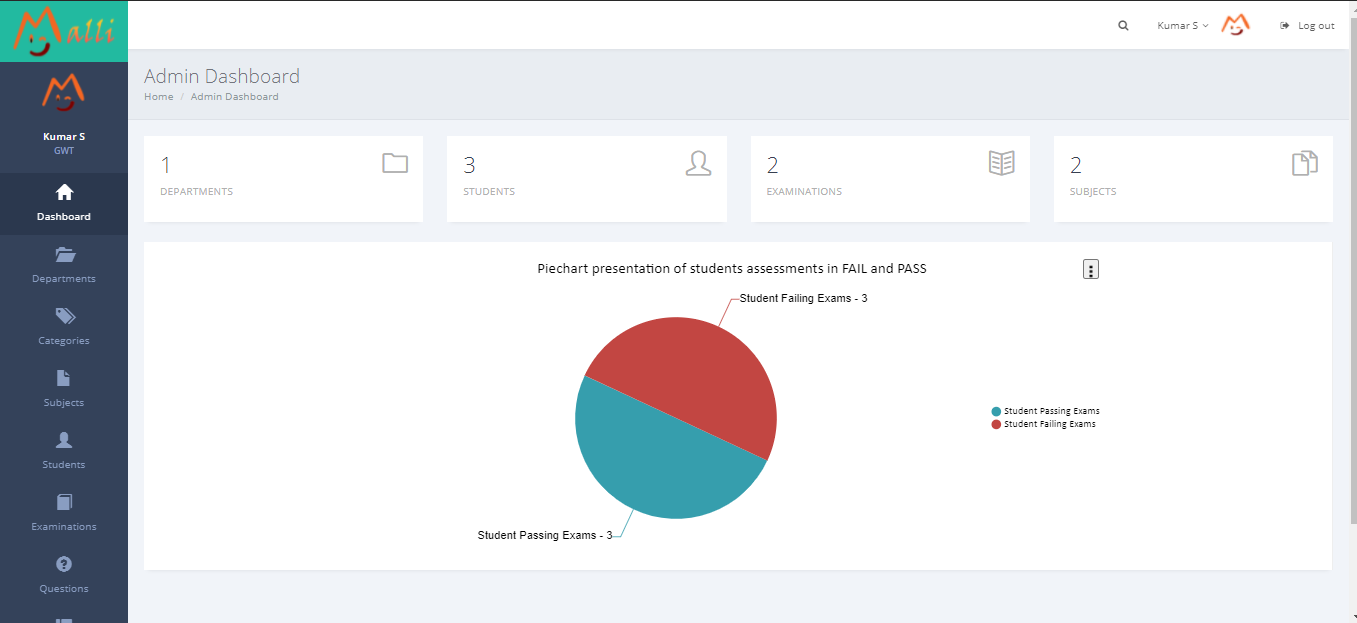 Malli
Kumar S
Log out
Kumar S
GWT
Dashboard
Departments
Categories
Subjects
Students
Examinations
Questions
Admin Dashboard
Home / Admin Dashboard
1
DEPARTMENTS
3
STUDENTS
2
EXAMINATIONS
2
SUBJECTS
Piechart presentation of students assessments in FAIL and PASS
Student Failing Exams - 3
Student Passing Exams
Student Failing Exams
Student Passing Exams - 3